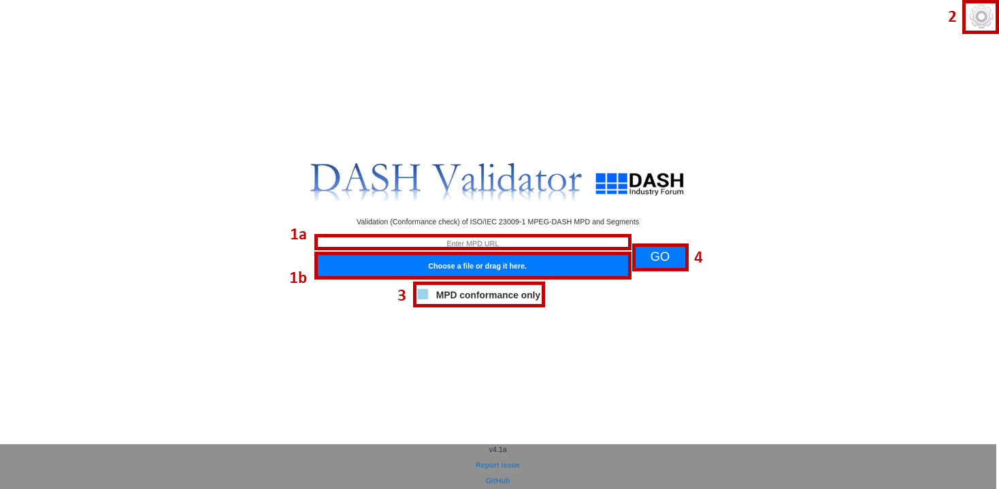 2
DASH Validator
DASH
Industry Forum
Validation (Conformance check) of ISO/IEC 23009-1 MPEG-DASH MPD and Segments
1a
Enter MPD URL
GO
4
Choose a file or drag it here.
1b
3
MPD conformance only
v4.1a
Report issue
GitHub